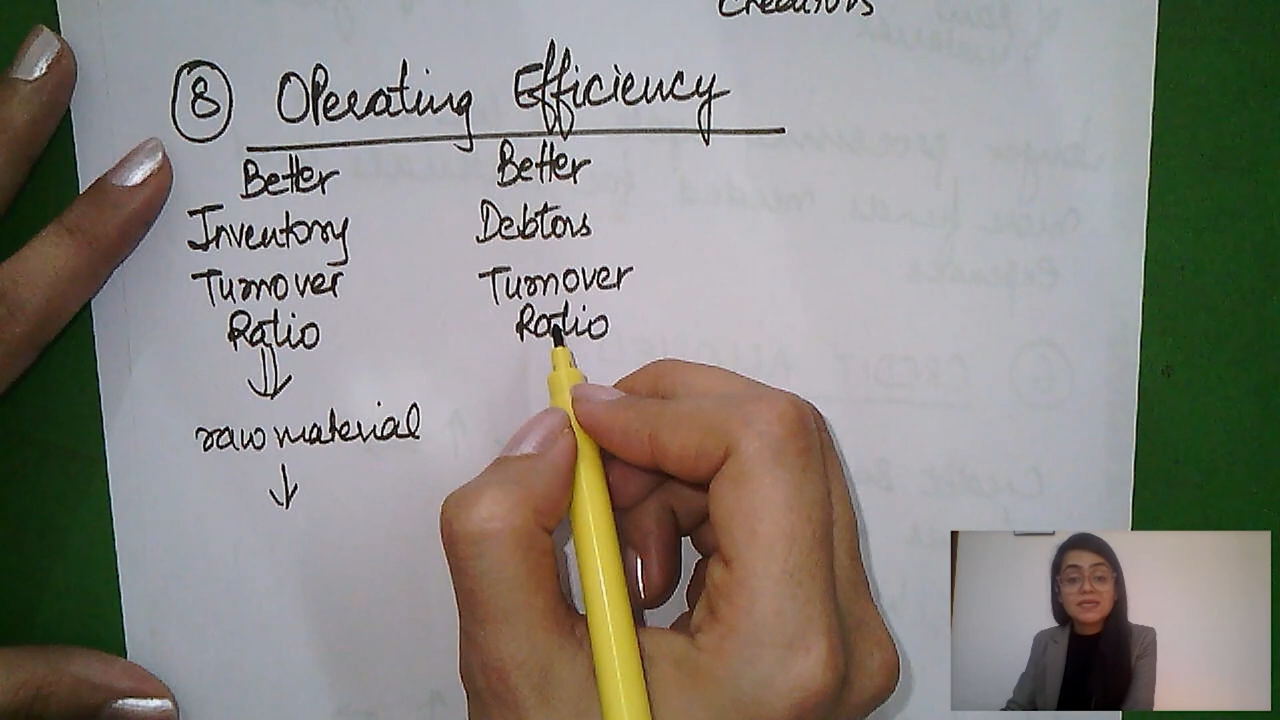 Creditors
8 Operating Efficiency
Better
Inventory
Turnover
Ratio
raw material
Better
Debtors
Turnover
Ratio